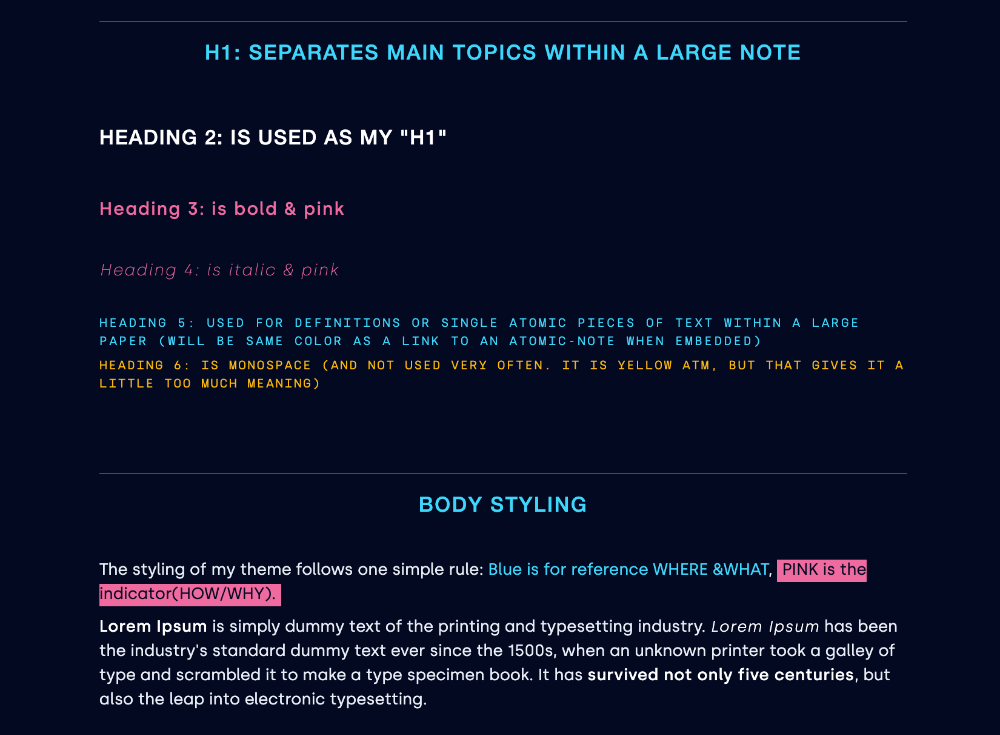 H1: SEPARATES MAIN TOPICS WITHIN A LARGE NOTE
HEADING 2: IS USED AS MY "H1"
Heading 3: is bold & pink
Heading 4: is italic & pink
HEADING 5: USED FOR DEFINITIONS OR SINGLE ATOMIC PIECES OF TEXT WITHIN A LARGE
PAPER (WILL BE SAME COLOR AS A LINK TO AN ATOMIC-NOTE WHEN EMBEDDED)
HEADING 6: IS MONOSPACE (AND NOT USED VERY OFTEN. IT IS YELLOW ATM, BUT THAT GIVES IT A
LITTLE TOO MUCH MEANING)
BODY STYLING
The styling of my theme follows one simple rule: Blue is for reference WHERE &WHAT, PINK is the
indicator(HOW/WHY).
Lorem Ipsum is simply dummy text of the printing and typesetting industry. Lorem Ipsum has been
the industry's standard dummy text ever since the 1500s, when an unknown printer took a galley of
type and scrambled it to make a type specimen book. It has survived not only five centuries, but
also the leap into electronic typesetting.